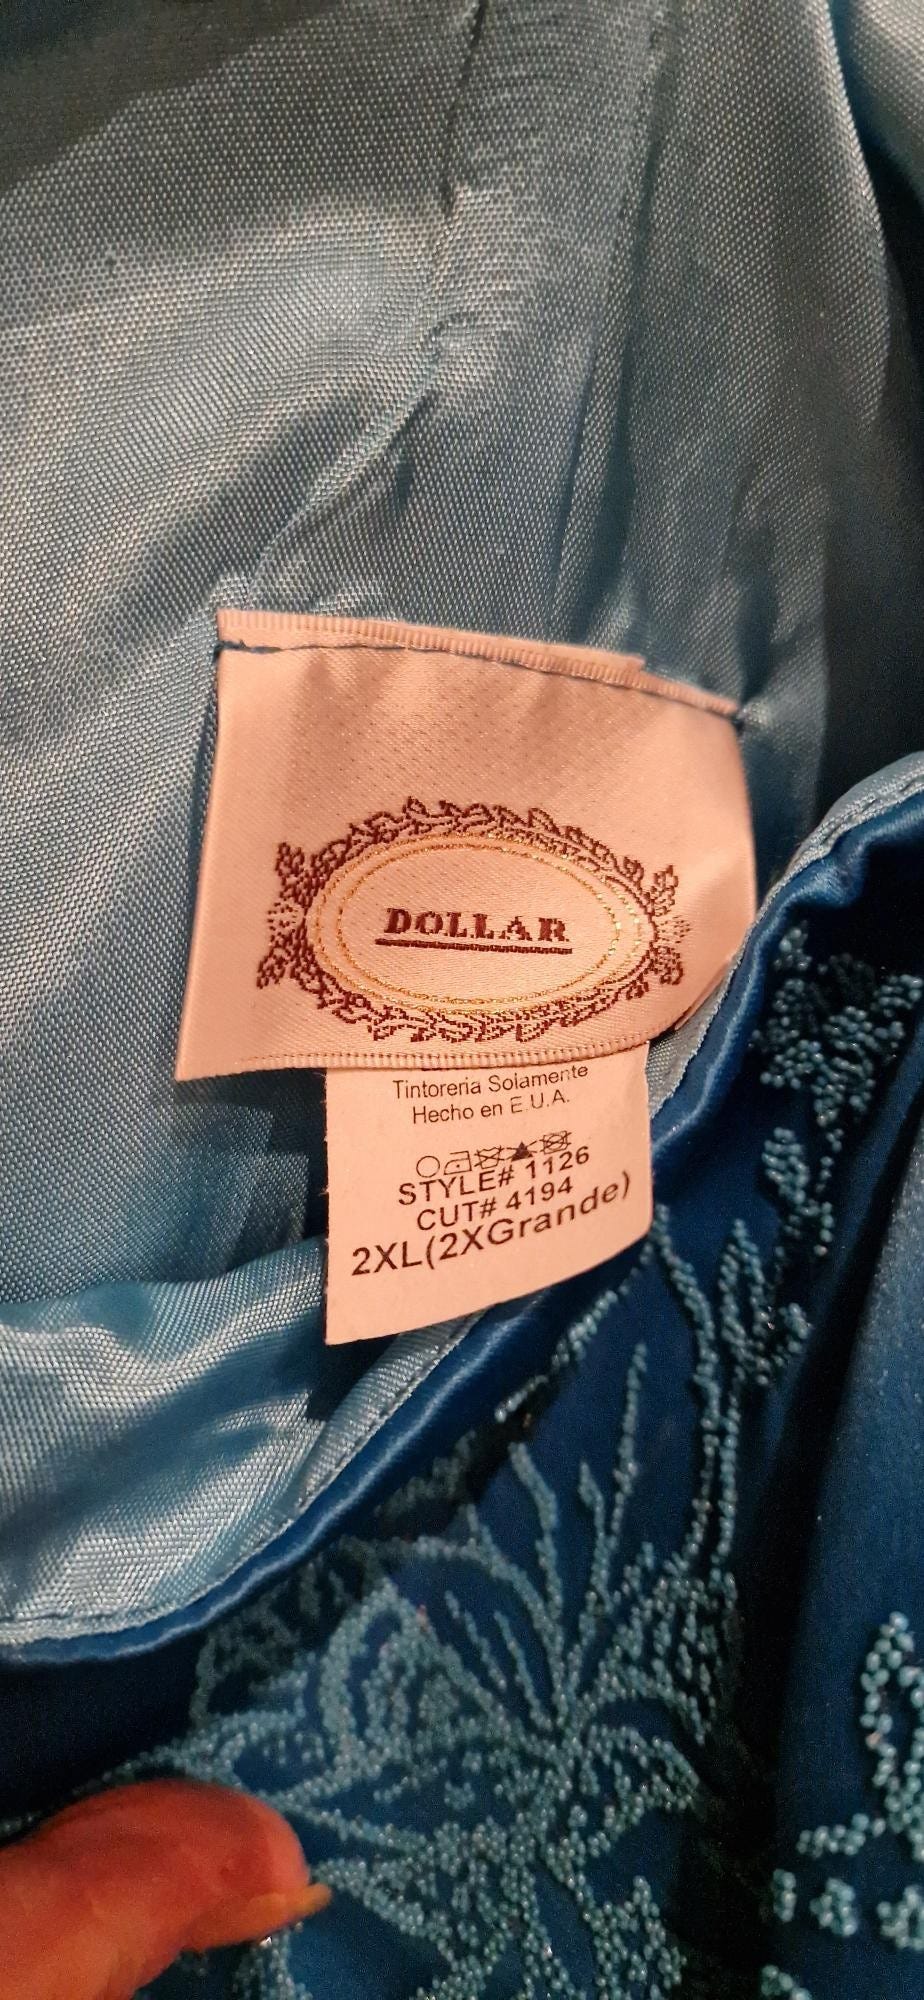 DOLLAR
Tintoreria Solamente
Hecho en E.U.A.
STYLE# 1126
CUT# 4194
2XL(2XGrande)